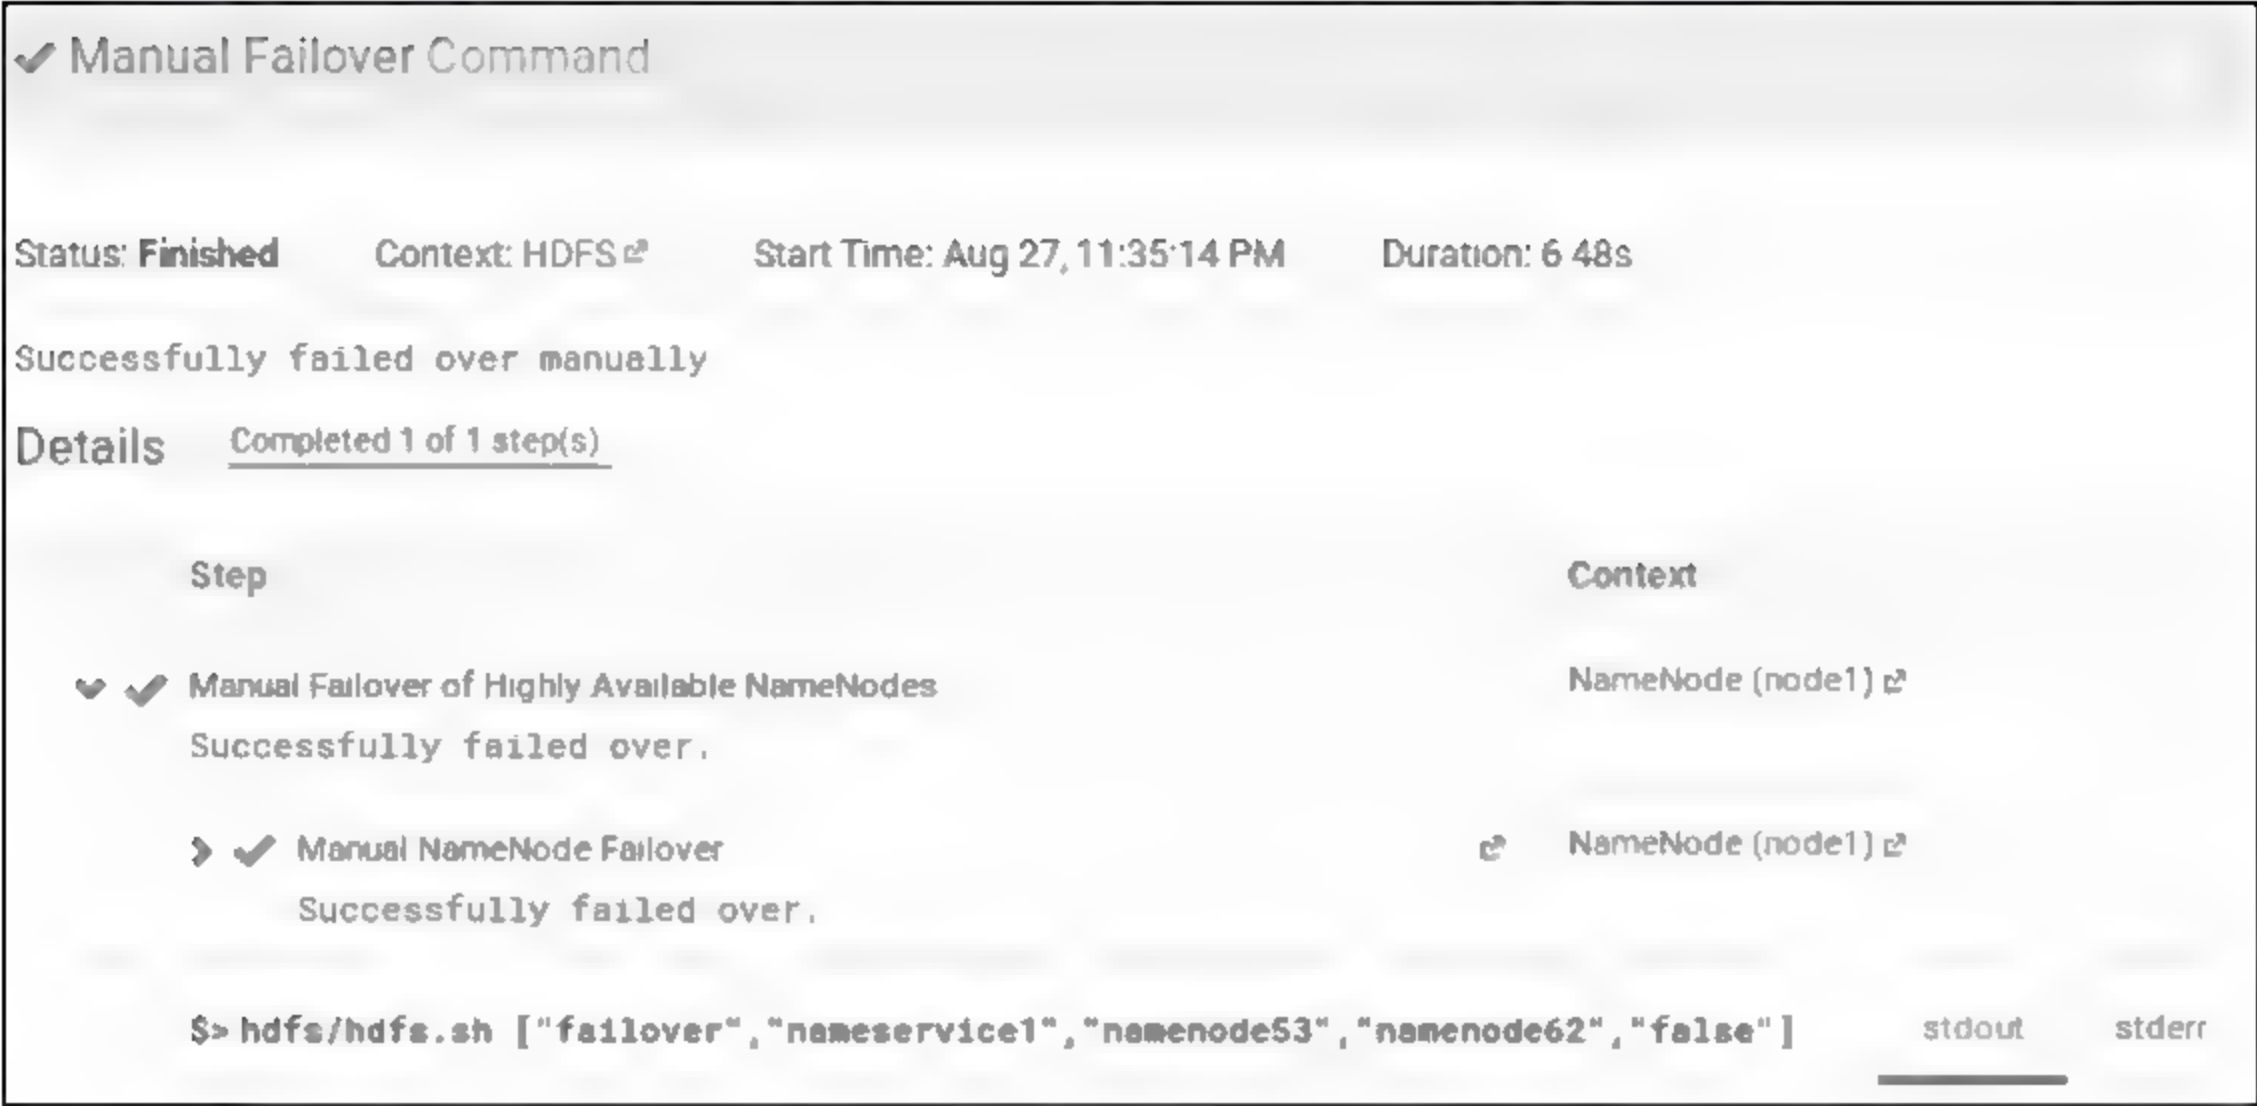 Manual Failover Command
Status: Finished Context: HDFS Start Time: Aug 27, 11:35:14 PM Duration: 6.48s
Successfully failed over manually
Details Completed 1 of 1 step(s)
Step Context
Manual Failover of Highly Available NameNodes NameNode (node1)
Successfully failed over.
Manual NameNode Failover NameNode (node1)
Successfully failed over.
$> hdfs/hdfs.sh ["failover","nameservice1","namenode53","namenode62","false"] stdout stderr